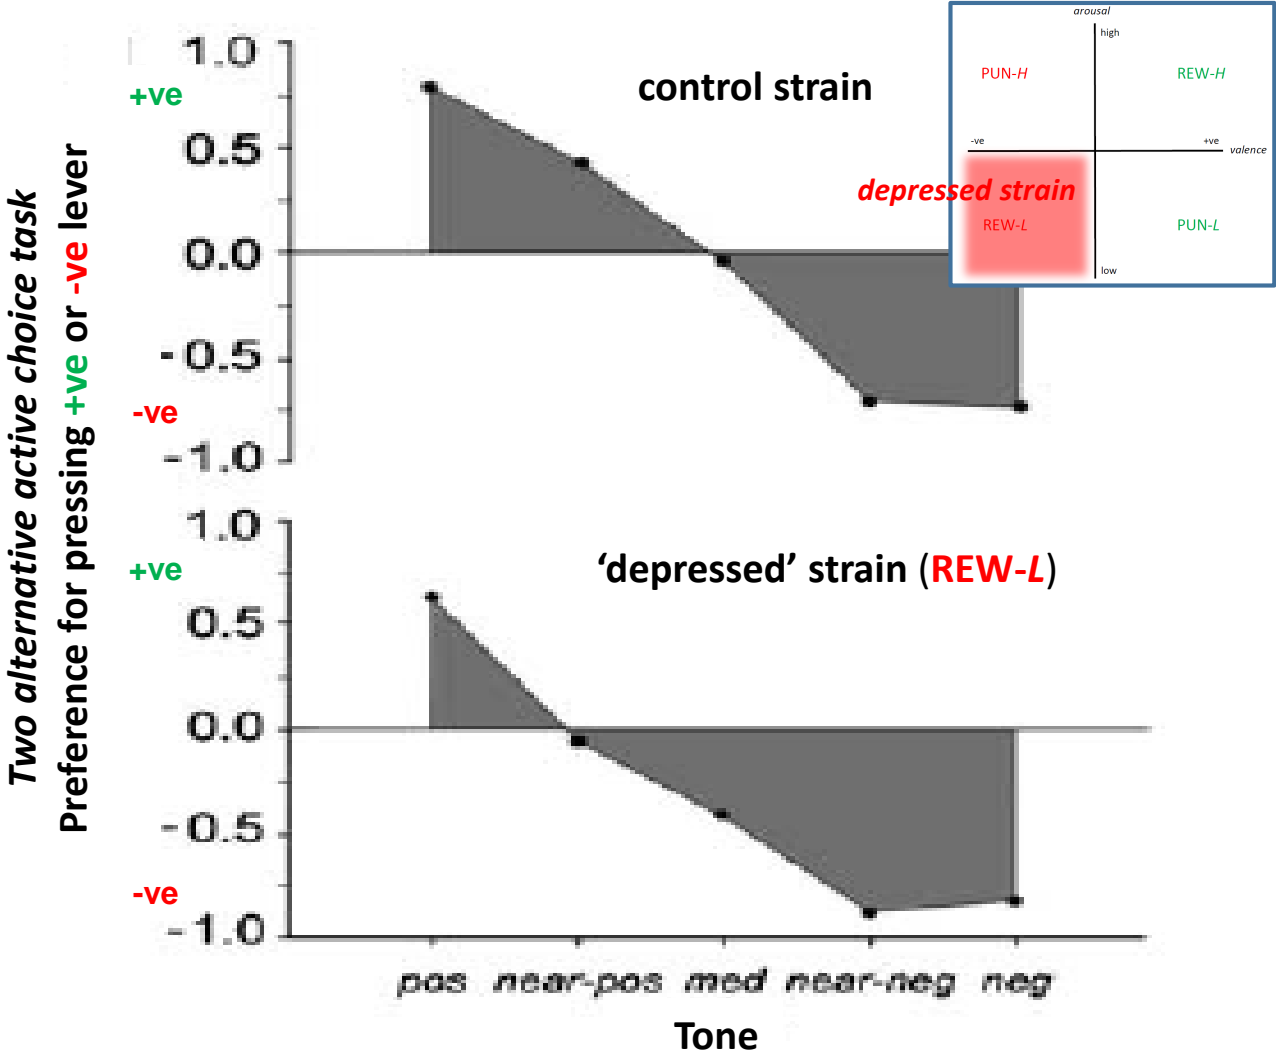 Two alternative active choice task
Preference for pressing +ve or -ve lever
1.0
+ve
0.5
0.0
-0.5
-ve
-1.0
control strain
arousal
high
PUN-H
REW-H
-ve
+ve
valence
depressed strain
REW-L
PUN-L
low
1.0
+ve
0.5
0.0
-0.5
-ve
-1.0
‘depressed’ strain (REW-L)
pos near-pos med near-neg neg
Tone